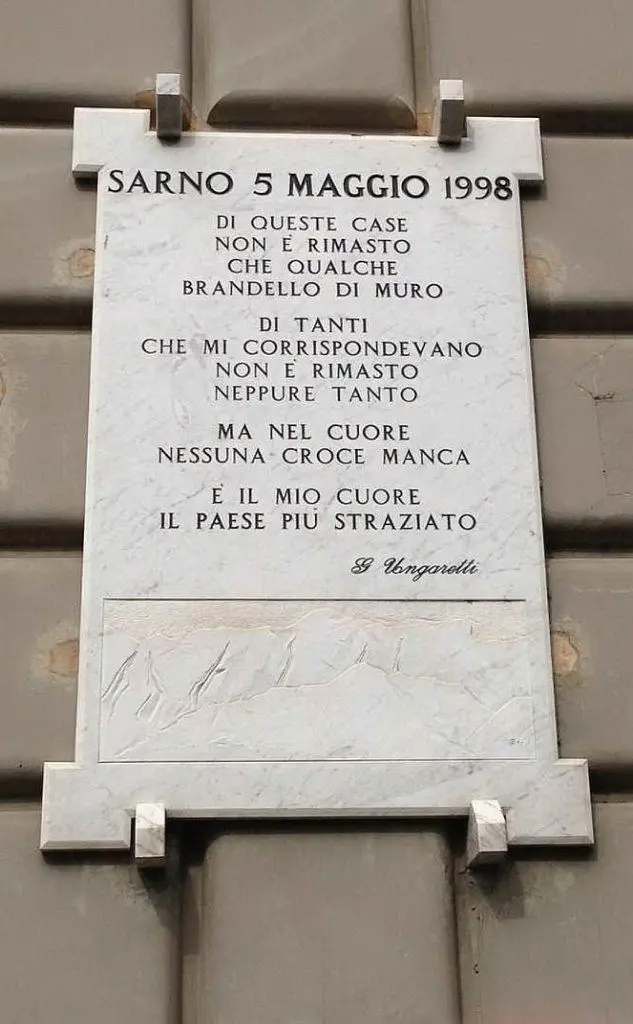 SARNO 5 MAGGIO 1998
DI QUESTE CASE
NON È RIMASTO
CHE QUALCHE
BRANDELLO DI MURO
DI TANTI
CHE MI CORRISPONDEVANO
NON È RIMASTO
NEPPURE TANTO
MA NEL CUORE
NESSUNA CROCE MANCA
È IL MIO CUORE
IL PAESE PIÙ STRAZIATO
G Ungaretti